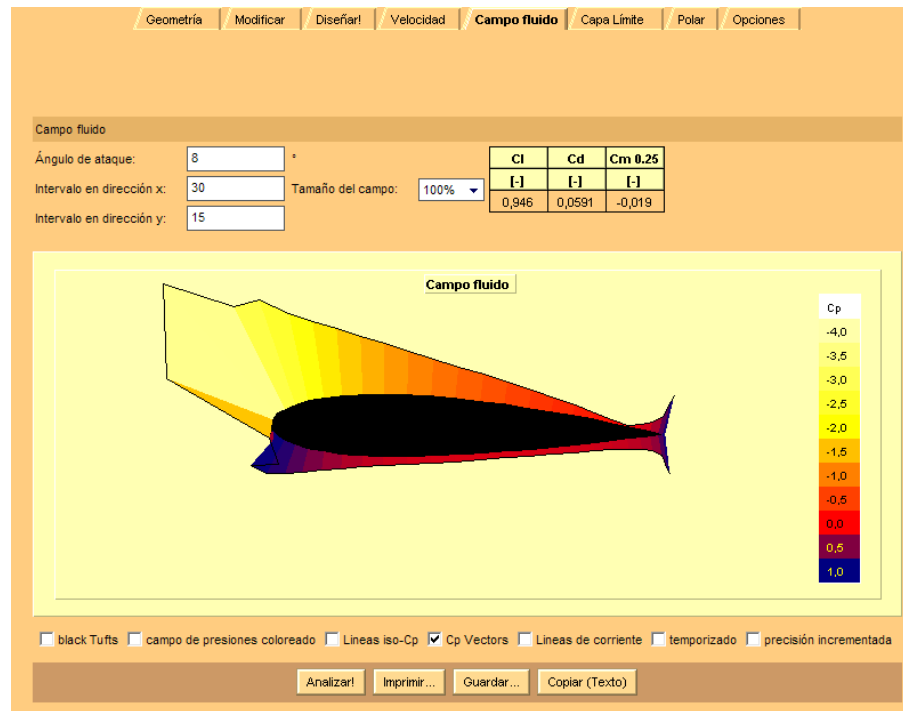 Geometría Modificar Diseñar! Velocidad Campo fluido Capa Límite Polar Opciones
Campo fluido
Ángulo de ataque: 8 ° Cl Cd Cm 0.25
Intervalo en dirección x: 30 Tamaño del campo: 100% [-] [-] [-]
Intervalo en dirección y: 15 0,946 0,0591 -0,019
Campo fluido
Cp
-4,0
-3,5
-3,0
-2,5
-2,0
-1,5
-1,0
-0,5
0,0
0,5
1,0
black Tufts campo de presiones coloreado Lineas iso-Cp Cp Vectors Lineas de corriente temporizado precisión incrementada
Analizar! Imprimir... Guardar... Copiar (Texto)